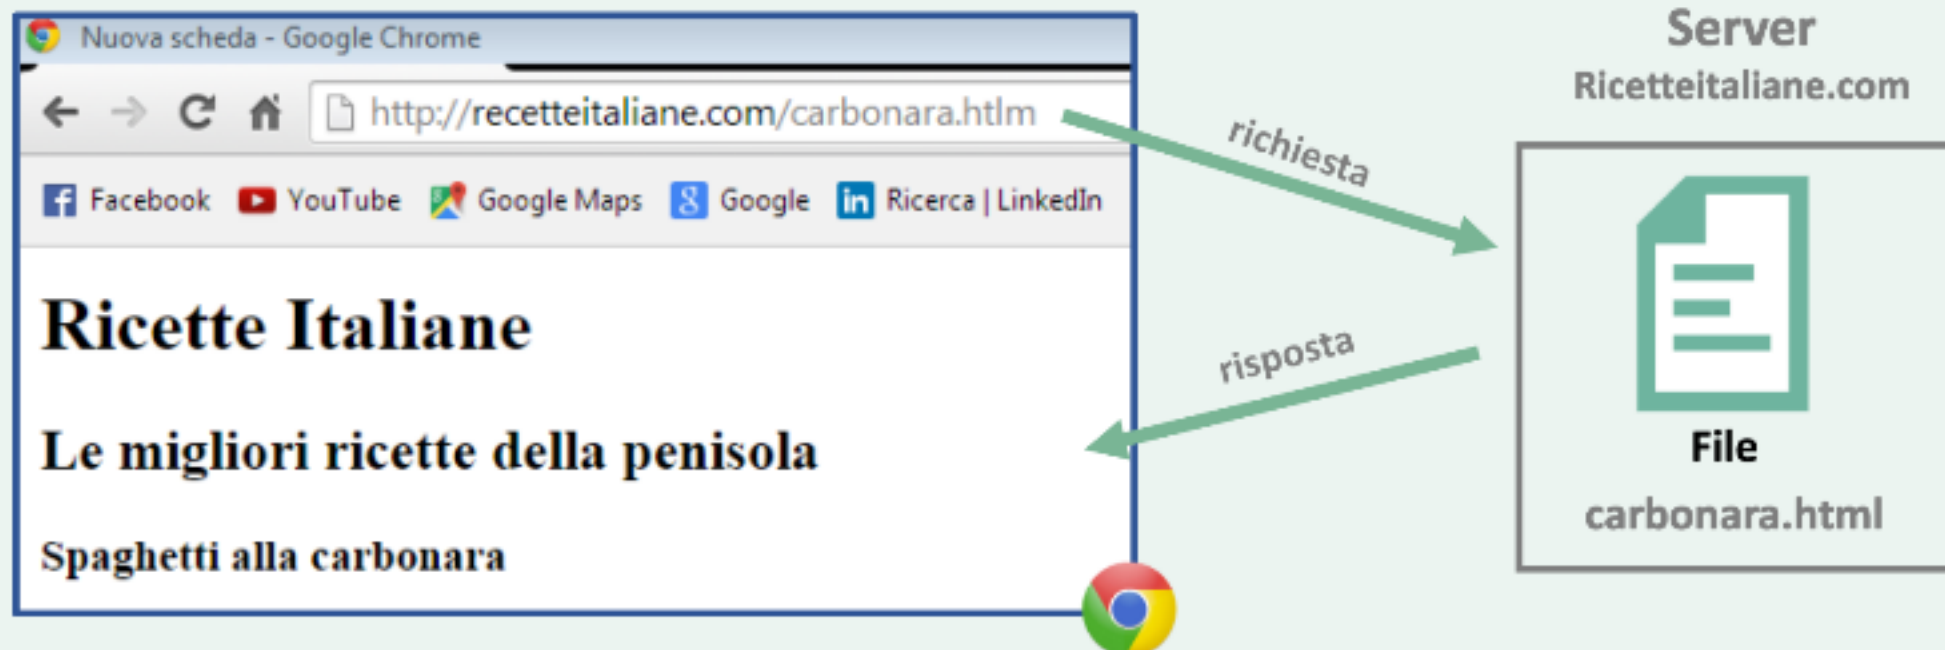 Nuova scheda - Google Chrome
http://recetteitaliane.com/carbonara.htlm
Facebook YouTube Google Maps Google Ricerca | LinkedIn
Ricette Italiane
Le migliori ricette della penisola
Spaghetti alla carbonara
richiesta
risposta
Server
Ricetteitaliane.com
File
carbonara.html